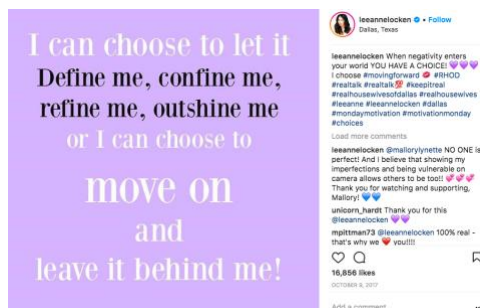 I can choose to let it
Define me, confine me,
refine me, outshine me
or I can choose to
move on
and
leave it behind me!
leeannelocken • Follow
Dallas, Texas
leeannelocken When negativity enters
your world YOU HAVE A CHOICE! 💜💜💜
I choose #movingforward 💋 #RHOD
#realtalk #realtalk💯 #keepitreal
#realhousewivesofdallas #realhousewives
#leeanne #leeannelocken #dallas
#mondaymotivation #motivationmonday
#choices
Load more comments
leeannelocken @mallorylynette NO ONE is
perfect! And I believe that showing my
imperfections and being vulnerable on
camera allows others to be too!! 💞💞💞
Thank you for watching and supporting,
Mallory! 💙💙
unicorn_hardt Thank you for this
@leeannelocken 💜💜
mpittman73 @leeannelocken 100% real -
that's why we ❤️ you!!!!
16,856 likes
OCTOBER 9, 2017
Add a comment